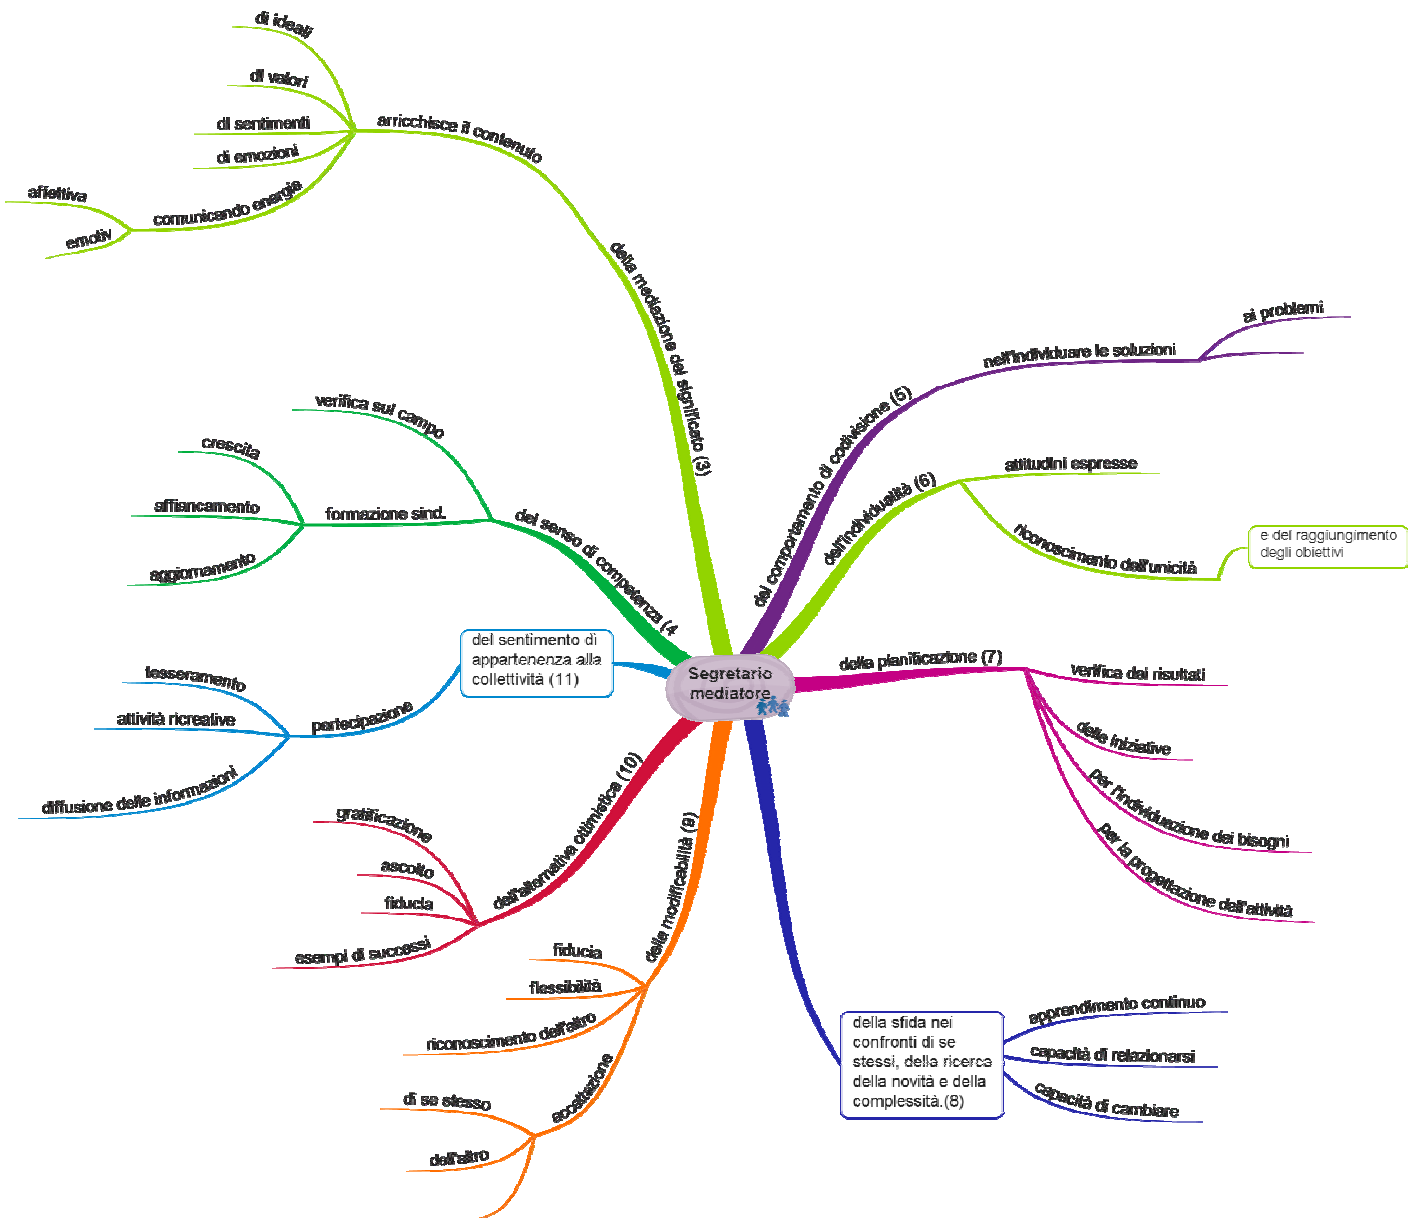 di ideali
di valori
di sentimenti
di emozioni
affettiva
emotiv
comunicando energie
arricchisce il contenuto
della mediazione del significato (3)
verifica sul campo
crescita
affiancamento
aggiornamento
formazione sind.
del senso di competenza (4
del sentimento di
appartenenza alla
collettività (11)
tesseramento
attività ricreative
diffusione delle informazioni
partecipazione
Segretario
mediatore
dell'alternativa ottimistica (10)
gratificazione
ascolto
fiducia
esempi di successi
della modificabilità (9)
fiducia
flessibilità
riconoscimento dell'altro
accettazione
di se stesso
dell'altro
del comportamento di codivisione (5)
nell'individuare le soluzioni
ai problemi
dell'individualità (6)
attitudini espresse
riconoscimento dell'unicità
e del raggiungimento
degli obiettivi
della pianificazione (7)
verifica dei risultati
delle iniziative
per l'individuazione dei bisogni
per la progettazione dell'attività
della sfida nei
confronti di se
stessi, della ricerca
della novità e della
complessità.(8)
apprendimento continuo
capacità di relazionarsi
capacità di cambiare